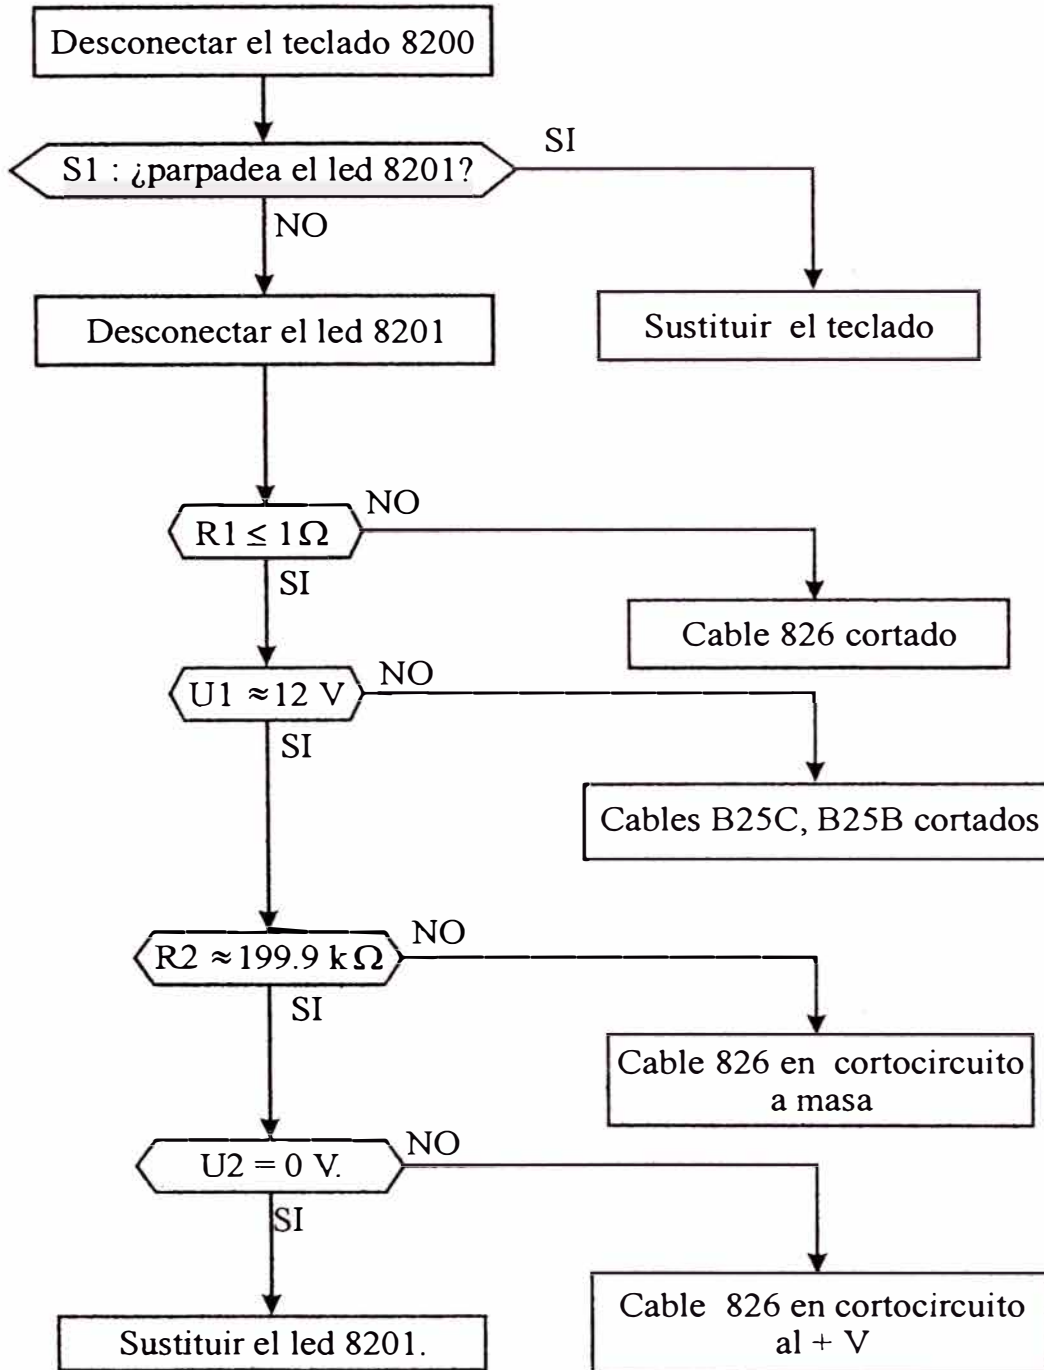 Desconectar el teclado 8200
S1 : ¿parpadea el led 8201?
SI
NO
Desconectar el led 8201
Sustituir el teclado
R1 ≤ 1 Ω
NO
SI
Cable 826 cortado
U1 ≈ 12 V
NO
SI
Cables B25C, B25B cortados
R2 ≈ 199.9 k Ω
NO
SI
Cable 826 en cortocircuito
a masa
U2 = 0 V.
NO
SI
Cable 826 en cortocircuito
al + V
Sustituir el led 8201.